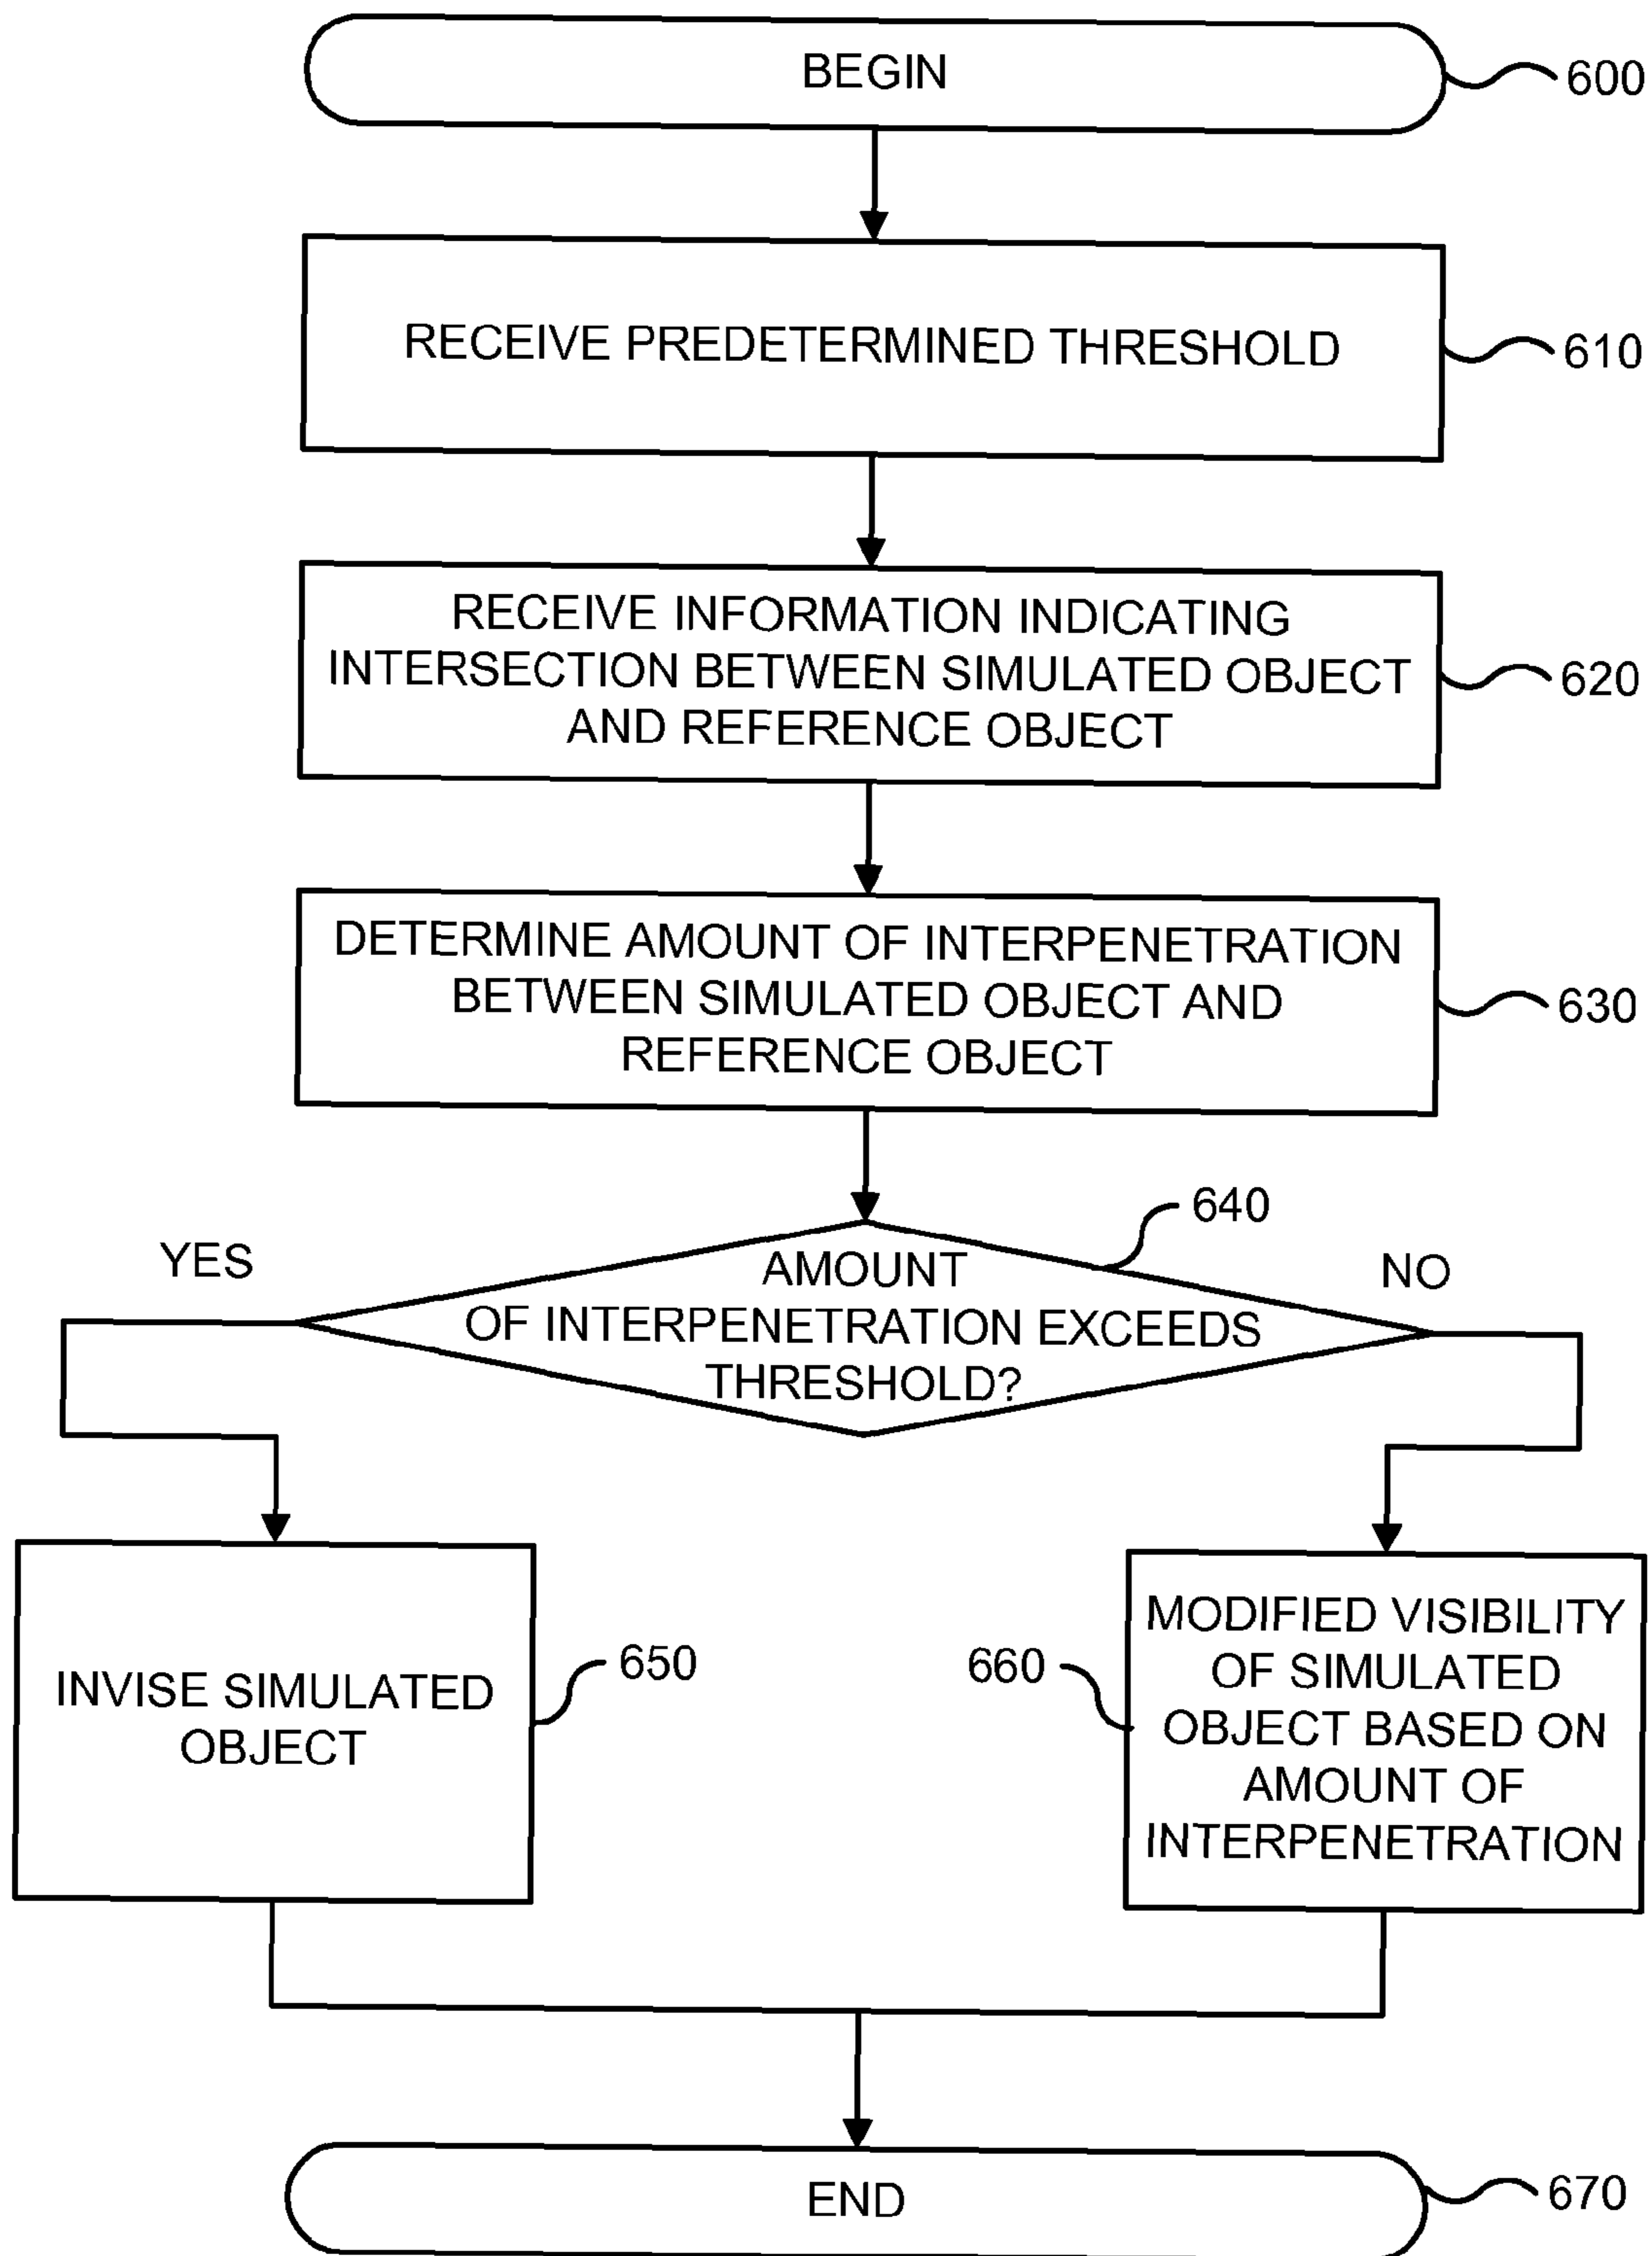 BEGIN
600
RECEIVE PREDETERMINED THRESHOLD
610
RECEIVE INFORMATION INDICATING
INTERSECTION BETWEEN SIMULATED OBJECT
AND REFERENCE OBJECT
620
DETERMINE AMOUNT OF INTERPENETRATION
BETWEEN SIMULATED OBJECT AND
REFERENCE OBJECT
630
640
YES
NO
AMOUNT
OF INTERPENETRATION EXCEEDS
THRESHOLD?
INVISE SIMULATED
OBJECT
650
660
MODIFIED VISIBILITY
OF SIMULATED
OBJECT BASED ON
AMOUNT OF
INTERPENETRATION
END
670